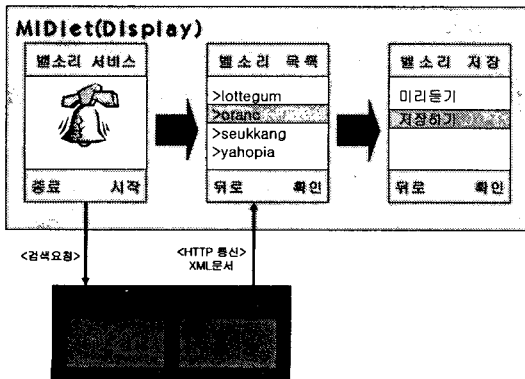 MIDlet(Display)
벨소리 서비스
종료 시작
벨소리 목록
>lottegum
>orang
>seukkang
>yahopia
뒤로 확인
벨소리 저장
미리듣기
저장하기
뒤로 확인
<검색요청>
<HTTP 통신>
XML문서